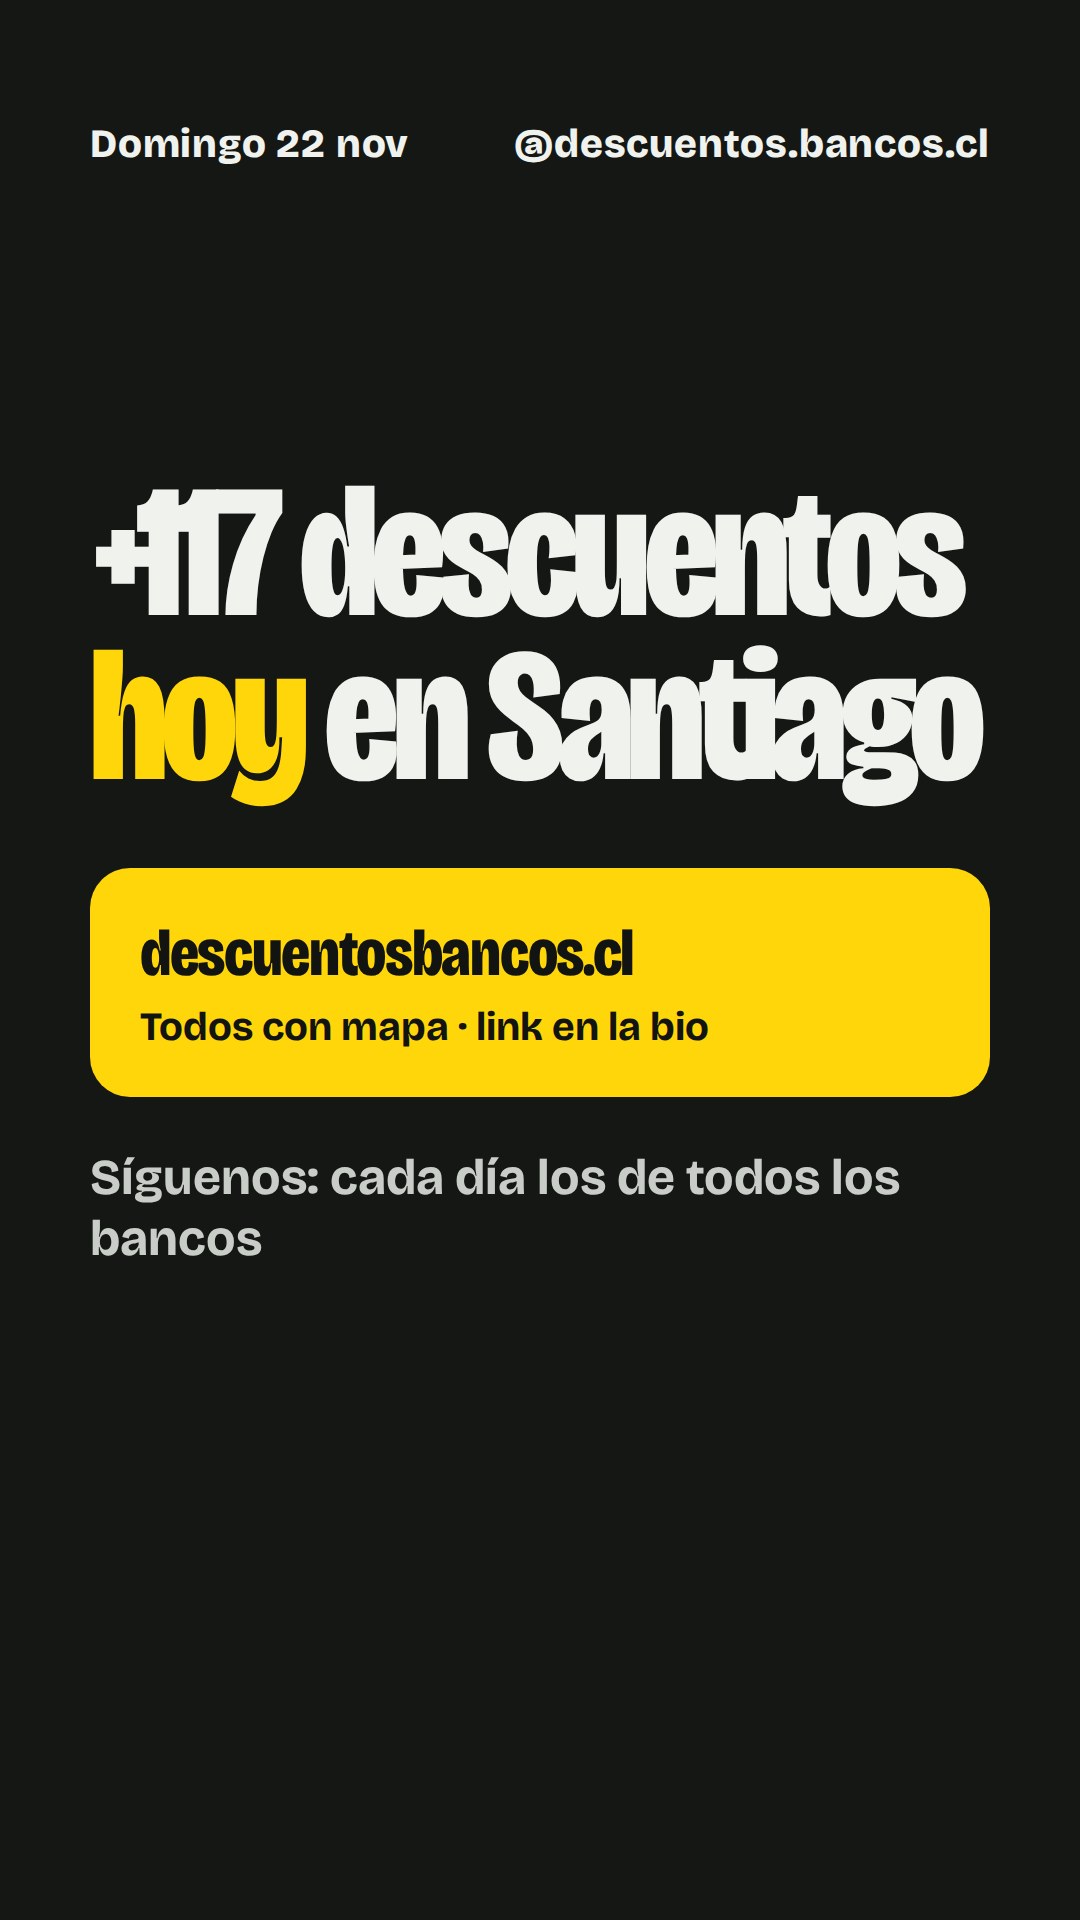 Domingo 22 nov @descuentos.bancos.cl
+117 descuentos
hoy en Santiago
descuentosbancos.cl
Todos con mapa · link en la bio
Síguenos: cada día los de todos los
bancos